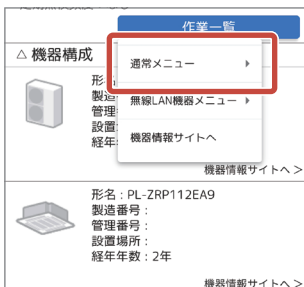 作業一覧
△ 機器構成
通常メニュー
無線LAN機器メニュー
機器情報サイトへ
形名
製造
管理
設置
経年
機器情報サイトへ >
形名 : PL-ZRP112EA9
製造番号 :
管理番号 :
設置場所 :
経年年数 : 2年
機器情報サイトへ >